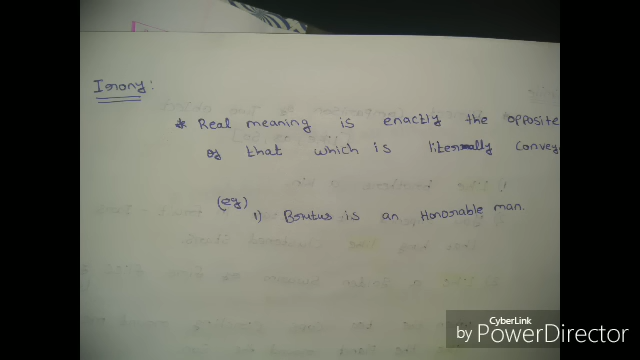 Irony:
* Real meaning is enactly the opposite
of that which is literally convey
(eg)
1) Brutus is an Honorable man.
CyberLink
by PowerDirector